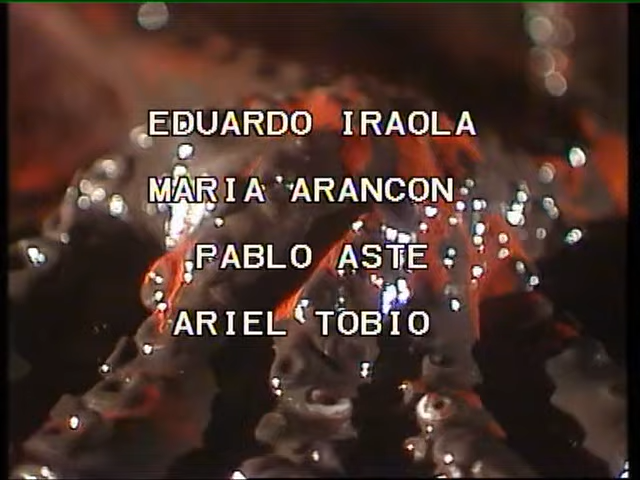 EDUARDO IRAOLA
MARIA ARANCON
PABLO ASTE
ARIEL TOBIO